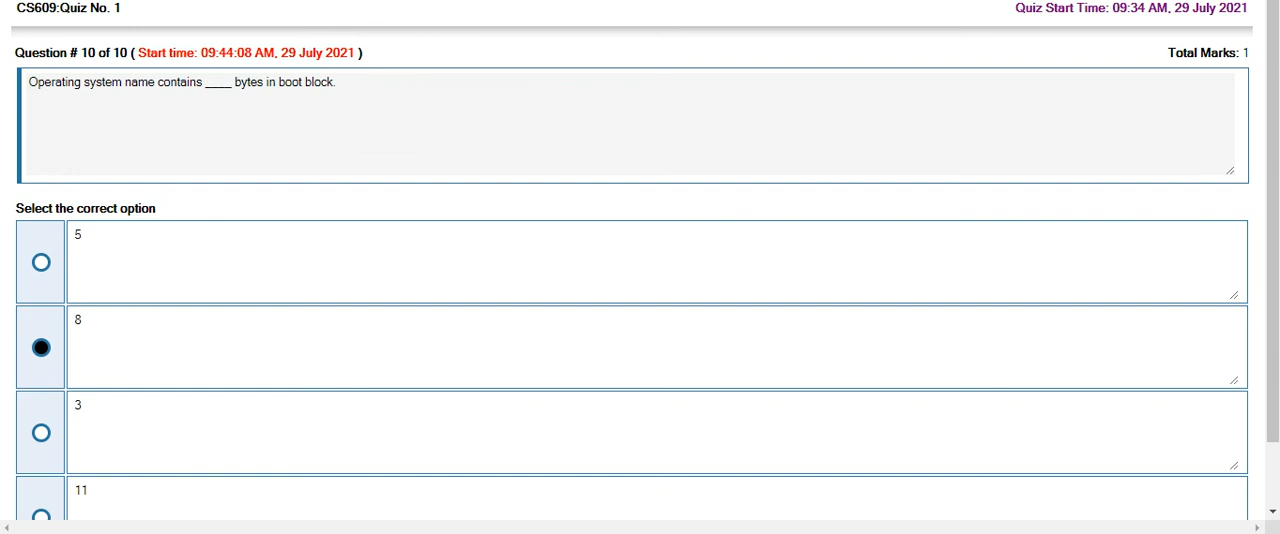 CS609:Quiz No. 1
Quiz Start Time: 09:34 AM, 29 July 2021
Question # 10 of 10 ( Start time: 09:44:08 AM, 29 July 2021 )
Total Marks: 1
Operating system name contains ____ bytes in boot block.
Select the correct option
5
8
3
11